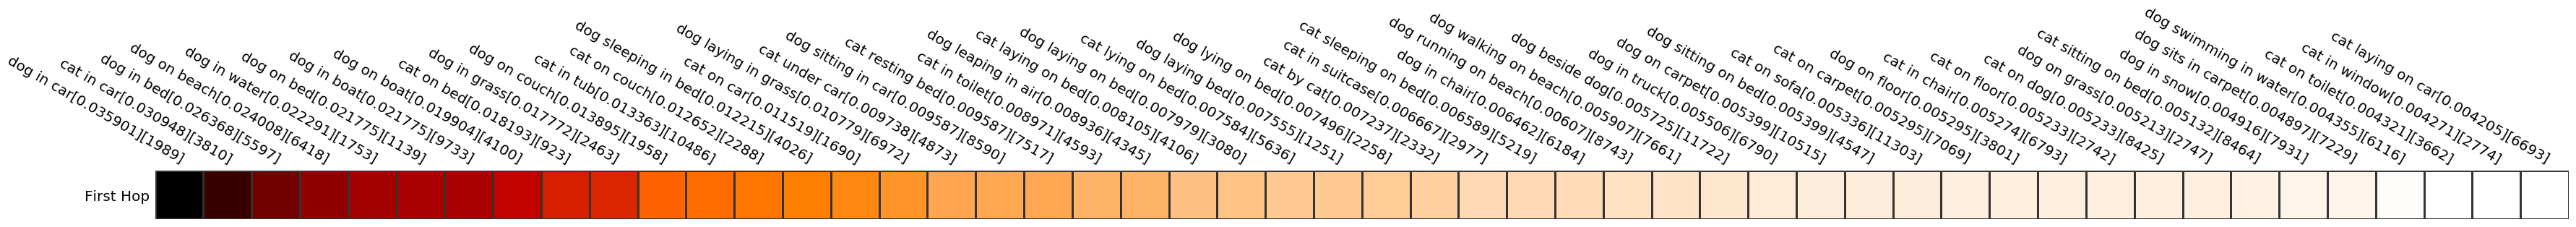 dog in car[0.035901][1989]
cat in car[0.030948][3810]
dog in bed[0.026368][5597]
dog on beach[0.024008][6418]
dog in water[0.02291][1753]
dog on bed[0.021775][1139]
dog in boat[0.021775][9733]
dog on boat[0.019904][4100]
cat on bed[0.018193][923]
dog in grass[0.017772][2463]
dog on couch[0.013895][1958]
cat in tub[0.013363][10486]
cat on couch[0.012652][2288]
dog sleeping in bed[0.012215][4026]
cat on car[0.011519][1690]
dog laying in grass[0.010779][6972]
cat under car[0.009738][4873]
dog sitting in car[0.009587][8590]
cat resting bed[0.009587][7517]
cat in toilet[0.008971][4593]
dog leaping in air[0.008936][4345]
cat laying on bed[0.008105][4106]
dog laying on bed[0.007979][3080]
cat lying on bed[0.007584][5636]
dog laying bed[0.007555][1251]
dog lying on bed[0.007496][2258]
cat by cat[0.007237][2332]
cat in suitcase[0.006667][2977]
cat sleeping on bed[0.006589][5219]
dog in chair[0.006462][6184]
dog running on beach[0.00607][8743]
dog walking on beach[0.005907][7661]
dog beside dog[0.005725][11722]
dog in truck[0.005506][6790]
dog on carpet[0.005399][10515]
dog sitting on bed[0.005399][4547]
cat on sofa[0.005336][11303]
cat on carpet[0.005295][7069]
dog on floor[0.005295][3801]
cat in chair[0.005274][6793]
cat on floor[0.005233][2742]
cat on dog[0.005233][8425]
dog on grass[0.005213][2747]
cat sitting on bed[0.005132][8464]
dog in snow[0.004916][7931]
dog sits in carpet[0.004897][7229]
dog swimming in water[0.004355][6116]
cat on toilet[0.004321][3662]
cat in window[0.004271][2774]
cat laying on car[0.004205][6693]
First Hop